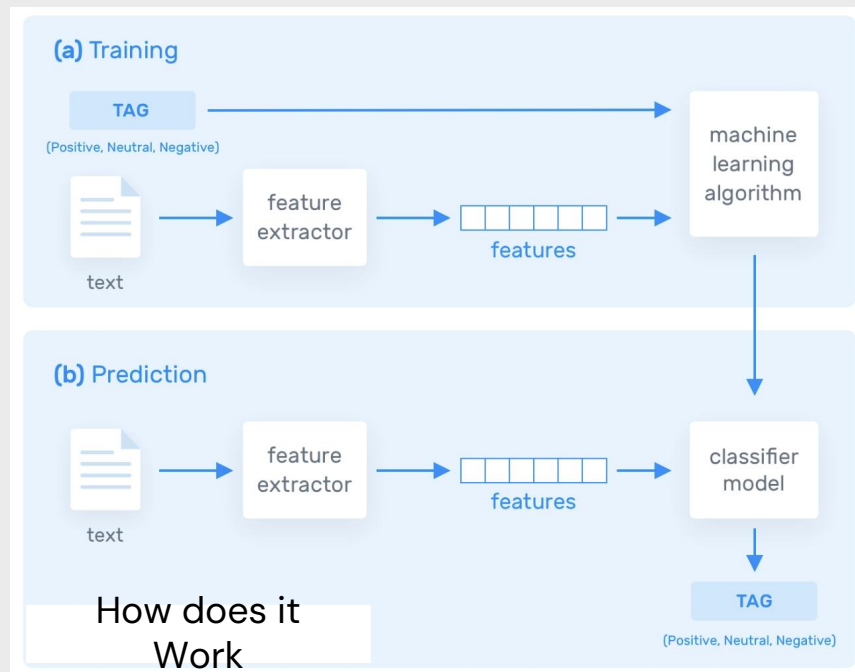 (a) Training
TAG
(Positive, Neutral, Negative)
text
feature
extractor
features
machine
learning
algorithm
(b) Prediction
text
feature
extractor
features
classifier
model
TAG
(Positive, Neutral, Negative)
How does it
Work